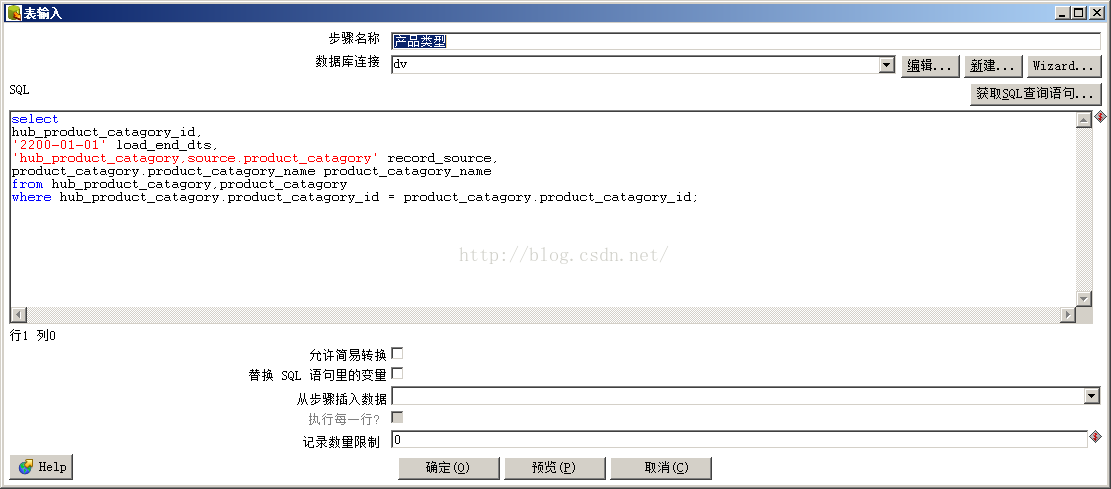 表输入
步骤名称 产品类型
数据库连接 dv 编辑... 新建... Wizard...
SQL 获取SQL查询语句...
select
hub_product_catagory_id,
'2200-01-01' load_end_dts,
'hub_product_catagory,source.product_catagory' record_source,
product_catagory.product_catagory_name product_catagory_name
from hub_product_catagory,product_catagory
where hub_product_catagory.product_catagory_id = product_catagory.product_catagory_id;
http://blog.csdn.net/
行1 列0
允许简易转换
替换 SQL 语句里的变量
从步骤插入数据
执行每一行?
记录数量限制 0
Help 确定(O) 预览(P) 取消(C)